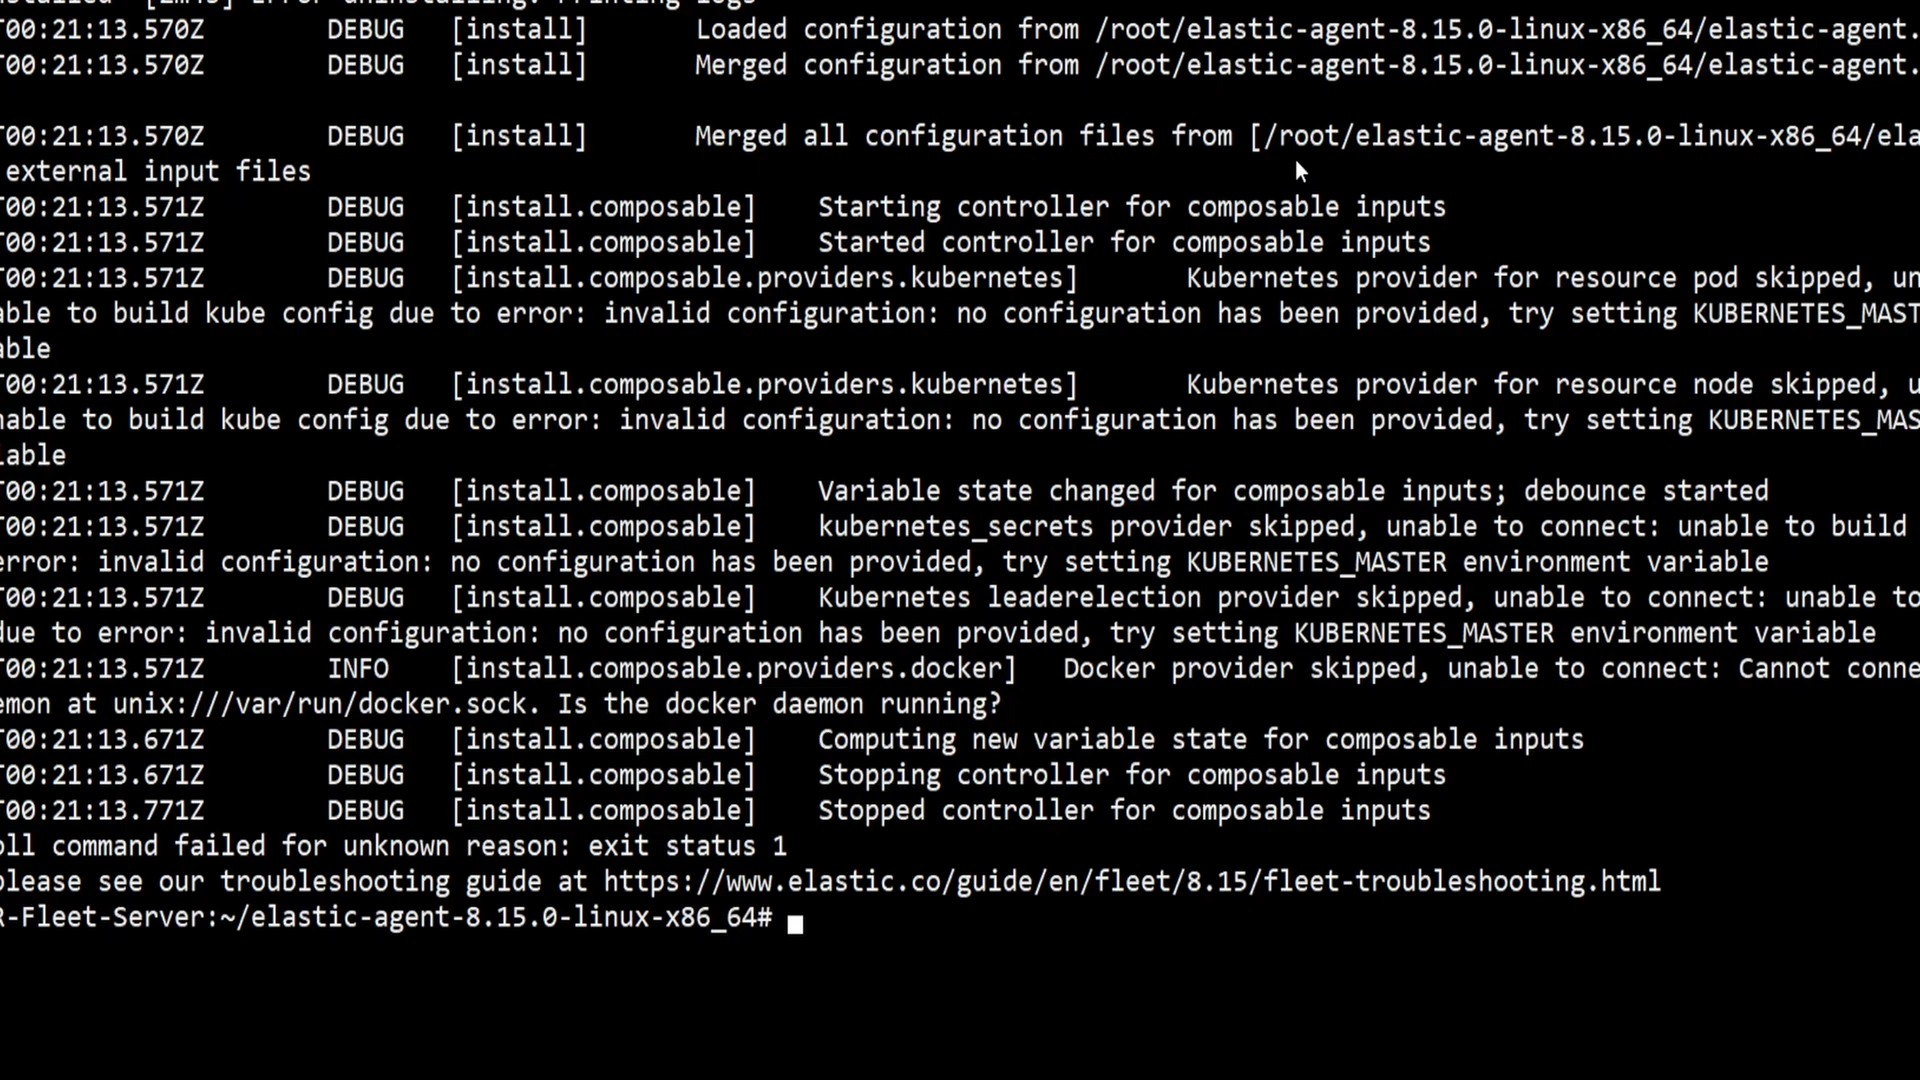 [2m4s] Error uninstalling. Printing logs
T00:21:13.570Z DEBUG [install] Loaded configuration from /root/elastic-agent-8.15.0-linux-x86_64/elastic-agent.
T00:21:13.570Z DEBUG [install] Merged configuration from /root/elastic-agent-8.15.0-linux-x86_64/elastic-agent.
T00:21:13.570Z DEBUG [install] Merged all configuration files from [/root/elastic-agent-8.15.0-linux-x86_64/ela
external input files
T00:21:13.571Z DEBUG [install.composable] Starting controller for composable inputs
T00:21:13.571Z DEBUG [install.composable] Started controller for composable inputs
T00:21:13.571Z DEBUG [install.composable.providers.kubernetes] Kubernetes provider for resource pod skipped, un
able to build kube config due to error: invalid configuration: no configuration has been provided, try setting KUBERNETES_MAST
able
T00:21:13.571Z DEBUG [install.composable.providers.kubernetes] Kubernetes provider for resource node skipped, u
nable to build kube config due to error: invalid configuration: no configuration has been provided, try setting KUBERNETES_MAS
iable
T00:21:13.571Z DEBUG [install.composable] Variable state changed for composable inputs; debounce started
T00:21:13.571Z DEBUG [install.composable] kubernetes_secrets provider skipped, unable to connect: unable to build
error: invalid configuration: no configuration has been provided, try setting KUBERNETES_MASTER environment variable
T00:21:13.571Z DEBUG [install.composable] Kubernetes leaderelection provider skipped, unable to connect: unable to
due to error: invalid configuration: no configuration has been provided, try setting KUBERNETES_MASTER environment variable
T00:21:13.571Z INFO [install.composable.providers.docker] Docker provider skipped, unable to connect: Cannot conne
emon at unix:///var/run/docker.sock. Is the docker daemon running?
T00:21:13.671Z DEBUG [install.composable] Computing new variable state for composable inputs
T00:21:13.671Z DEBUG [install.composable] Stopping controller for composable inputs
T00:21:13.771Z DEBUG [install.composable] Stopped controller for composable inputs
oll command failed for unknown reason: exit status 1
please see our troubleshooting guide at https://www.elastic.co/guide/en/fleet/8.15/fleet-troubleshooting.html
R-Fleet-Server:~/elastic-agent-8.15.0-linux-x86_64#